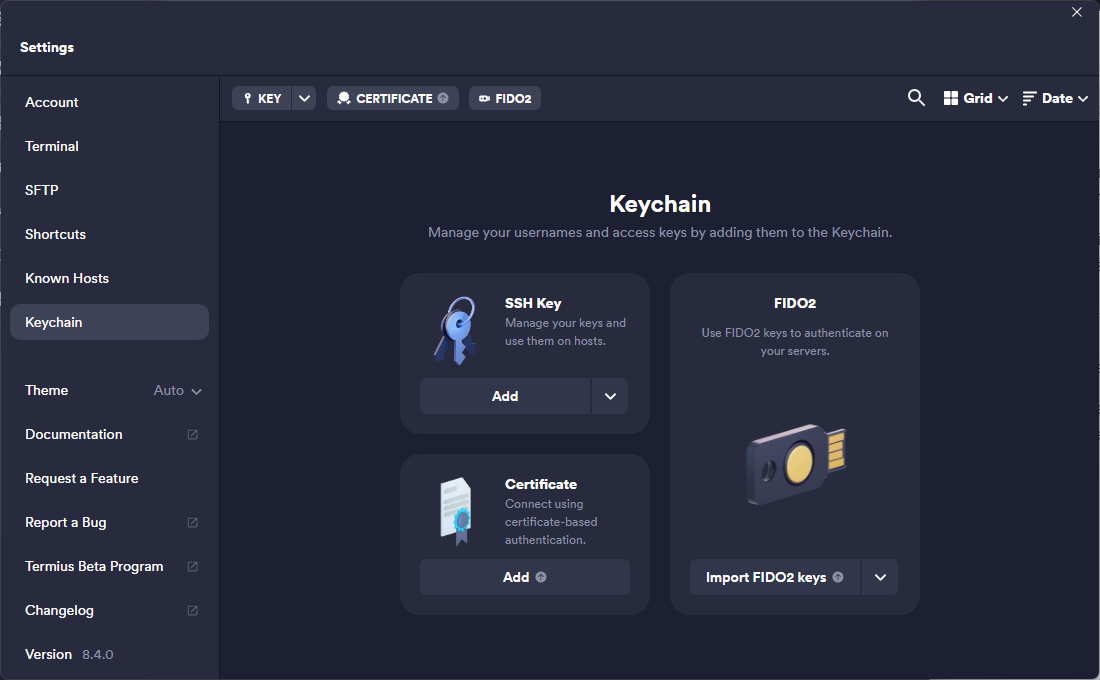 Settings
Account
Terminal
SFTP
Shortcuts
Known Hosts
Keychain
Theme Auto
Documentation
Request a Feature
Report a Bug
Termius Beta Program
Changelog
Version 8.4.0
KEY CERTIFICATE FIDO2 Grid Date
Keychain
Manage your usernames and access keys by adding them to the Keychain.
SSH Key
Manage your keys and
use them on hosts.
Add
Certificate
Connect using
certificate-based
authentication.
Add
FIDO2
Use FIDO2 keys to authenticate on
your servers.
Import FIDO2 keys